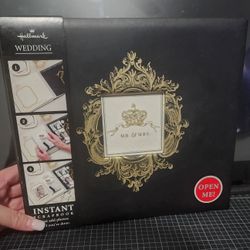 Hallmark
WEDDING
1
2
3
INSTANT
SCRAPBOOK
MR. & MRS.
OPEN
ME!